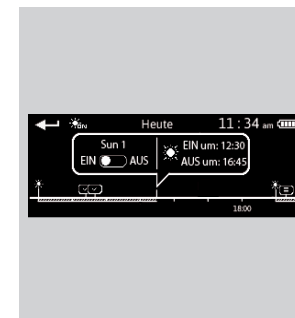 Heute 11:34 am
Sun 1
EIN AUS
EIN um: 12:30
AUS um: 16:45
18:00